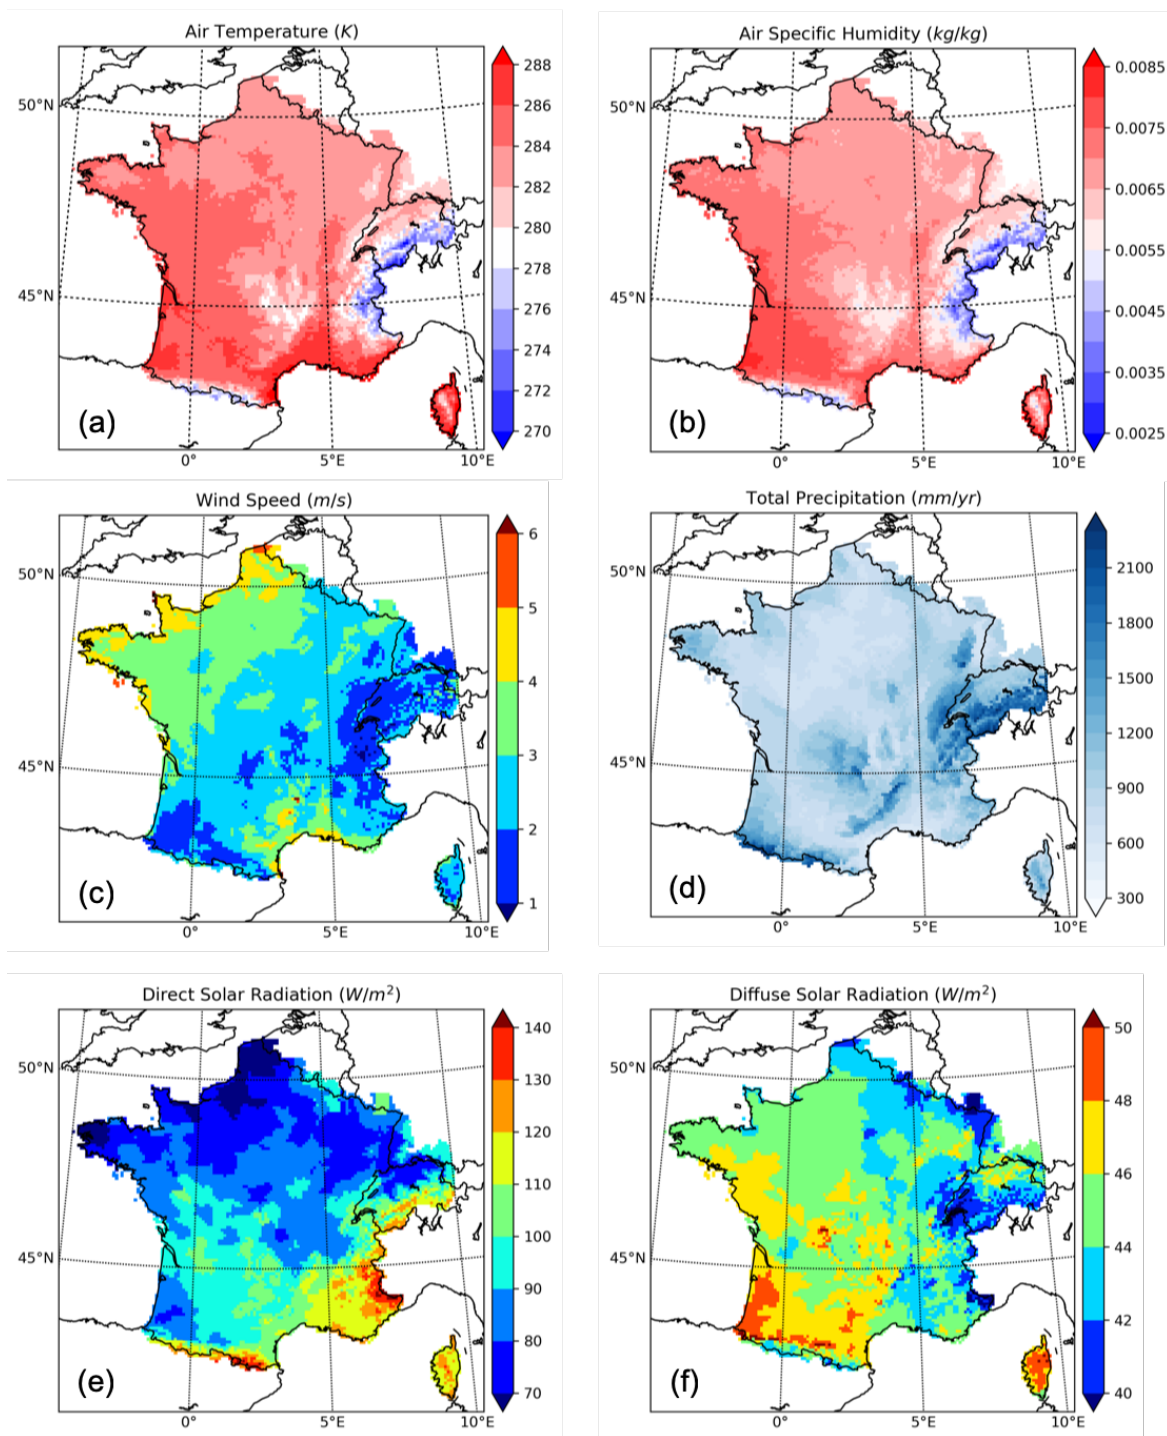 Air Temperature (K)
50°N
45°N
0°
5°E
10°E
288
286
284
282
280
278
276
274
272
270
(a)
Air Specific Humidity (kg/kg)
50°N
45°N
0°
5°E
10°E
0.0085
0.0075
0.0065
0.0055
0.0045
0.0035
0.0025
(b)
Wind Speed (m/s)
50°N
45°N
0°
5°E
10°E
6
5
4
3
2
1
(c)
Total Precipitation (mm/yr)
50°N
45°N
0°
5°E
10°E
2100
1800
1500
1200
900
600
300
(d)
Direct Solar Radiation (W/m²)
50°N
45°N
0°
5°E
10°E
140
130
120
110
100
90
80
70
(e)
Diffuse Solar Radiation (W/m²)
50°N
45°N
0°
5°E
10°E
50
48
46
44
42
40
(f)